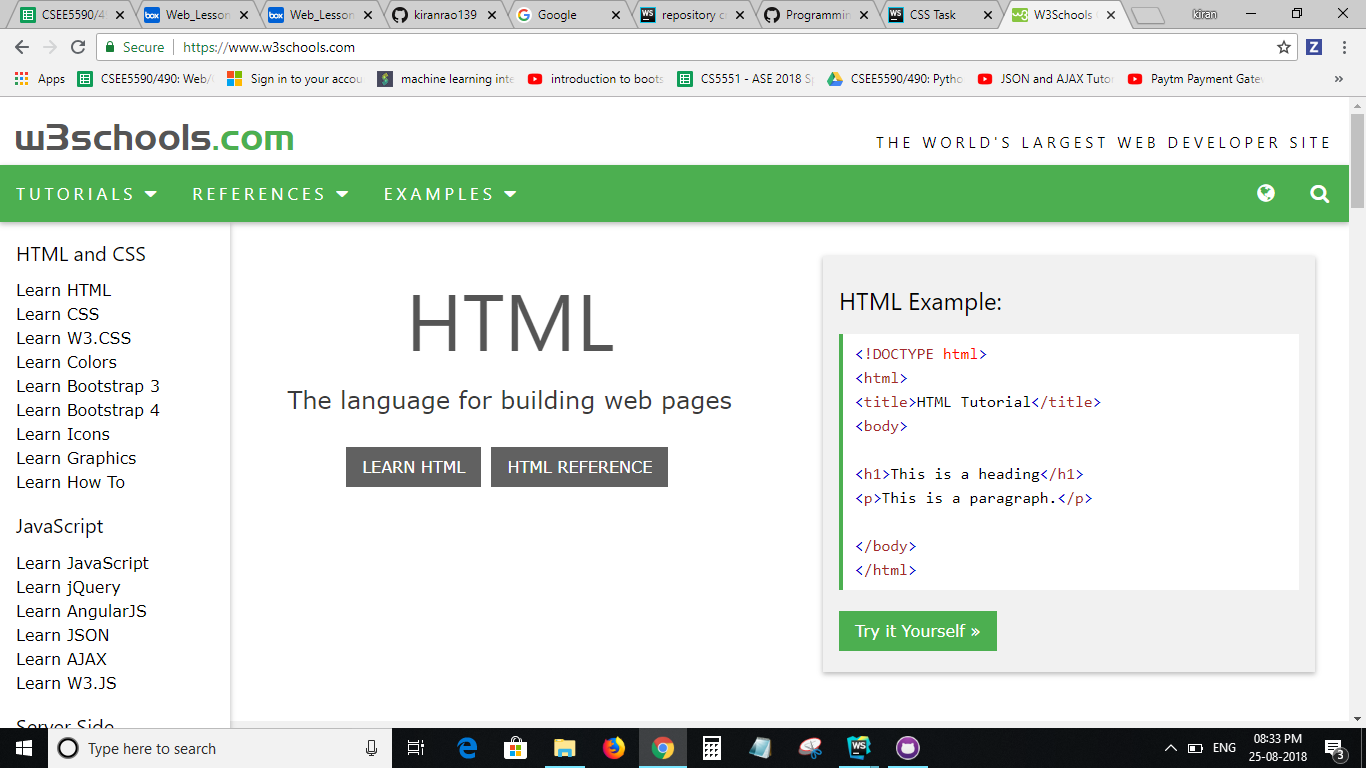 CSEE5590/4
Web_Lesson
Web_Lesson
kiranrao139
Google
repository c
Programmin
CSS Task
W3Schools
kiran
Secure
https://www.w3schools.com
Apps
CSEE5590/490: Web/
Sign in to your accou
machine learning inte
introduction to boots
CS5551 - ASE 2018 Sp
CSEE5590/490: Pytho
JSON and AJAX Tutor
Paytm Payment Gatev
»
w3schools.com
THE WORLD'S LARGEST WEB DEVELOPER SITE
TUTORIALS
REFERENCES
EXAMPLES
HTML and CSS
Learn HTML
Learn CSS
Learn W3.CSS
Learn Colors
Learn Bootstrap 3
Learn Bootstrap 4
Learn Icons
Learn Graphics
Learn How To
JavaScript
Learn JavaScript
Learn jQuery
Learn AngularJS
Learn JSON
Learn AJAX
Learn W3.JS
Server Side
HTML
The language for building web pages
LEARN HTML
HTML REFERENCE
HTML Example:
<!DOCTYPE html>
<html>
<title>HTML Tutorial</title>
<body>
<h1>This is a heading</h1>
<p>This is a paragraph.</p>
</body>
</html>
Try it Yourself »
Type here to search
ENG
08:33 PM
25-08-2018
3